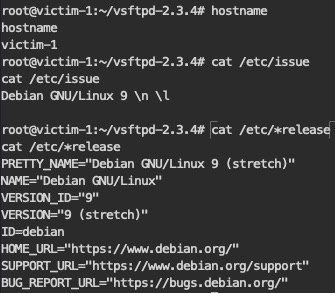 root@victim-1:~/vsftpd-2.3.4# hostname
hostname
victim-1
root@victim-1:~/vsftpd-2.3.4# cat /etc/issue
cat /etc/issue
Debian GNU/Linux 9 \n \l
root@victim-1:~/vsftpd-2.3.4# cat /etc/*release
cat /etc/*release
PRETTY_NAME="Debian GNU/Linux 9 (stretch)"
NAME="Debian GNU/Linux"
VERSION_ID="9"
VERSION="9 (stretch)"
ID=debian
HOME_URL="https://www.debian.org/"
SUPPORT_URL="https://www.debian.org/support"
BUG_REPORT_URL="https://bugs.debian.org/"